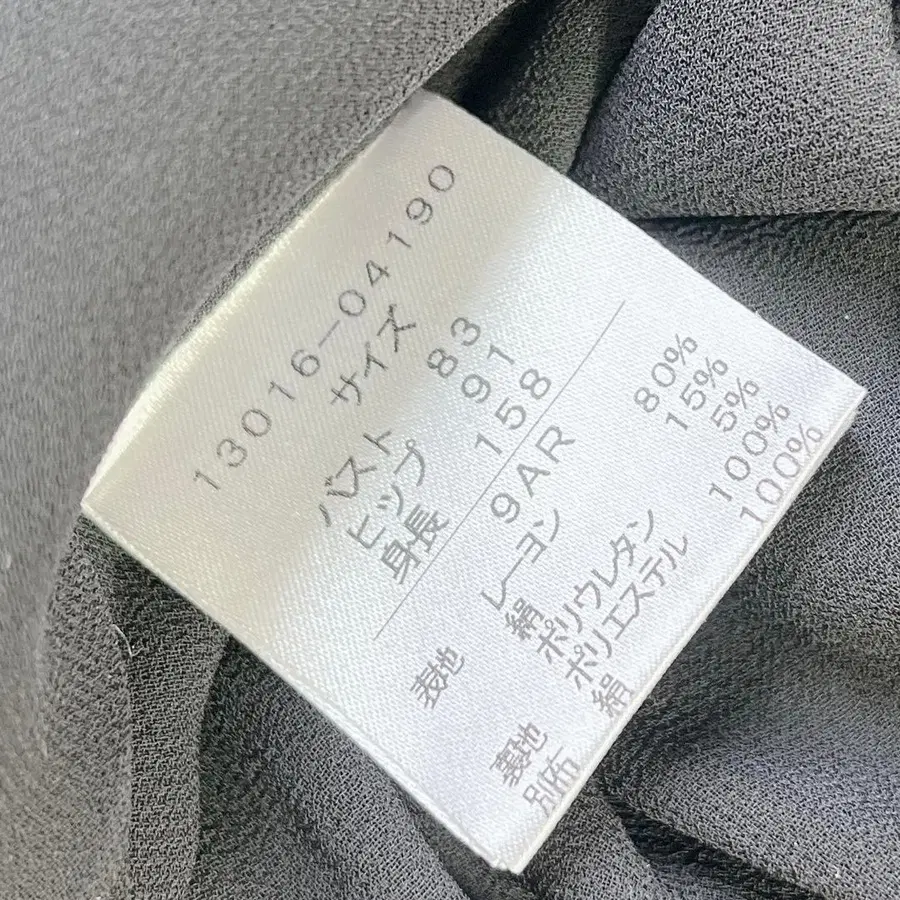 13016-04190
サイズ
バスト 83
ヒップ 91
身長 158
9AR
表地 レーヨン 80%
絹 15%
ポリウレタン 5%
裏地 ポリエステル 100%
別布 絹 100%